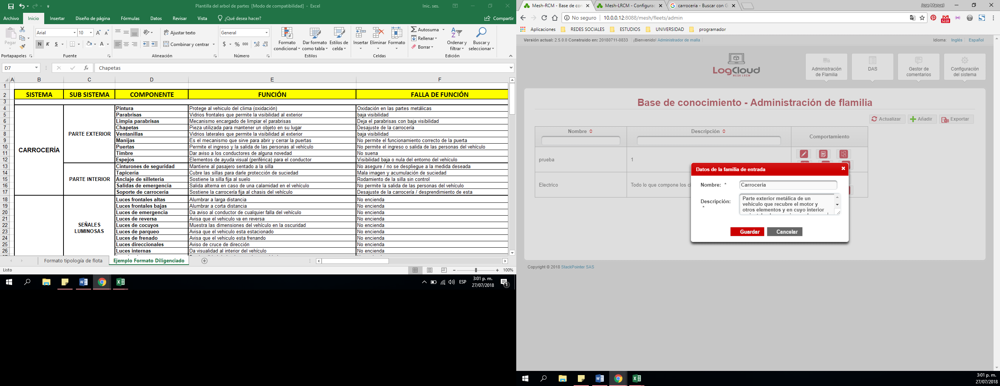 Plantilla del arbol de partes [Modo de compatibilidad] - Excel
Inic. ses.
Archivo Inicio Insertar Diseño de página Fórmulas Datos Revisar Vista ¿Qué desea hacer? Compartir
Pegar
Arial 10
N K S
Ajustar texto
Combinar y centrar
General
$ % 000
Formato condicional
Dar formato como tabla
Estilos de celda
Insertar Eliminar Formato
Autosuma
Rellenar
Borrar
Ordenar y filtrar
Buscar y seleccionar
Portapapeles Fuente Alineación Número Estilos Celdas Edición
D7 fx Chapetas
A B C D E F
1
2 SISTEMA SUB SISTEMA COMPONENTE FUNCIÓN FALLA DE FUNCIÓN
3
CARROCERÍA
PARTE EXTERIOR
4 Pintura Protege al vehiculo del clima (oxidación) Oxidación en las partes metálicas
5 Parabrisas Vidrios frontales que permite la visibilidad al exterior baja visibilidad
6 Limpia parabrisas Mecanismo encargado de limpiar el parabrisas Deja el parabrisas con baja visibilidad
7 Chapetas Pieza utilizada para mantener un objeto en su lugar Desajuste de la carrocería
8 Ventanillas Vidrios laterales que permite la visibilidad al exterior baja visibilidad
9 Manijas Es el mecanismo que sirve para abrir y cerrar la puertas No permite el funcionamiento correcto de la puerta
10 Puertas Permite el ingreso y la salida de las personas al vehículo No permite el ingreso o salida de las personas del vehículo
11 Timbre Dar aviso a los conductores de alguna novedad No suena
12 Espejos Elementos de ayuda visual (periférica) para el conductor Visibilidad baja o nula del entorno del vehículo
PARTE INTERIOR
13 Cinturones de seguridad Mantiene al pasajero sentado a la silla No asegure / no se despliegue a la medida deseada
14 Tapicería Cubre las sillas para darle protección de suciedad Mala imagen y acumulación de suciedad
15 Anclaje de silletería Sostiene la silla fija al suelo Rodamiento de la silla sin control
16 Salidas de emergencia Salida alterna en caso de una calamidad en el vehículo No permite la salida de las personas del vehículo
17 Soporte de carrocería Sostiene la carrocería fija al chasis del vehículo Desajuste de la carrocería / desprendimiento de esta
SEÑALES LUMINOSAS
18 Luces frontales altas Alumbrar a larga distancia No encienda
19 Luces frontales bajas Alumbrar a corta distancia No encienda
20 Luces de emergencia Da aviso al conductor de cualquier falla del vehículo No encienda
21 Luces de reversa Avisa que el vehiculo va en reversa No encienda
22 Luces de cocuyos Muestra las dimensiones del vehículo en la oscuridad No encienda
23 Luces de parqueo Avisa que el vehiculo esta estacionado No encienda
24 Luces de frenado Avisa que el vehiculo esta frenando No encienda
25 Luces direccionales Aviso de cruce de dirección No encienda
26 Luces internas Da visualidad al interior del vehículo No encienda
Formato tipología de flota Ejemplo Formato Diligenciado
Listo 100%
ESP 3:01 p. m.
27/07/2018
1
Mesh-RCM - Base de con Mesh-LRCM - Configurac carroceria - Buscar con G
Jose Manuel
No seguro 10.0.0.12:8088/mesh/fleets/admin
5228
Aplicaciones REDES SOCIALES ESTUDIOS UNIVERSIDAD programador
Versión actual: 2.5.0.0 Construido en: 20180711-0833 ¡Bienvenido! Administrador de malla
Idioma: Inglés Español
LogCloud
MESH LRCM
Administración de Flamilia
DAS
Gestor de comentarios
Configuración del sistema
Base de conocimiento - Administración de flamilia
Actualizar Añadir Exportar
Nombre Descripción Comportamiento
prueba 1
Electrico Todo lo que compone los ci
Datos de la familia de entrada
Nombre: * Carroceria
Descripción: *
Parte exterior metálica de un
vehículo que recubre el motor y
otros elementos y en cuyo interior
Guardar Cancelar
Copyright © 2018 StackPointer SAS
3:01 p. m.
27/07/2018